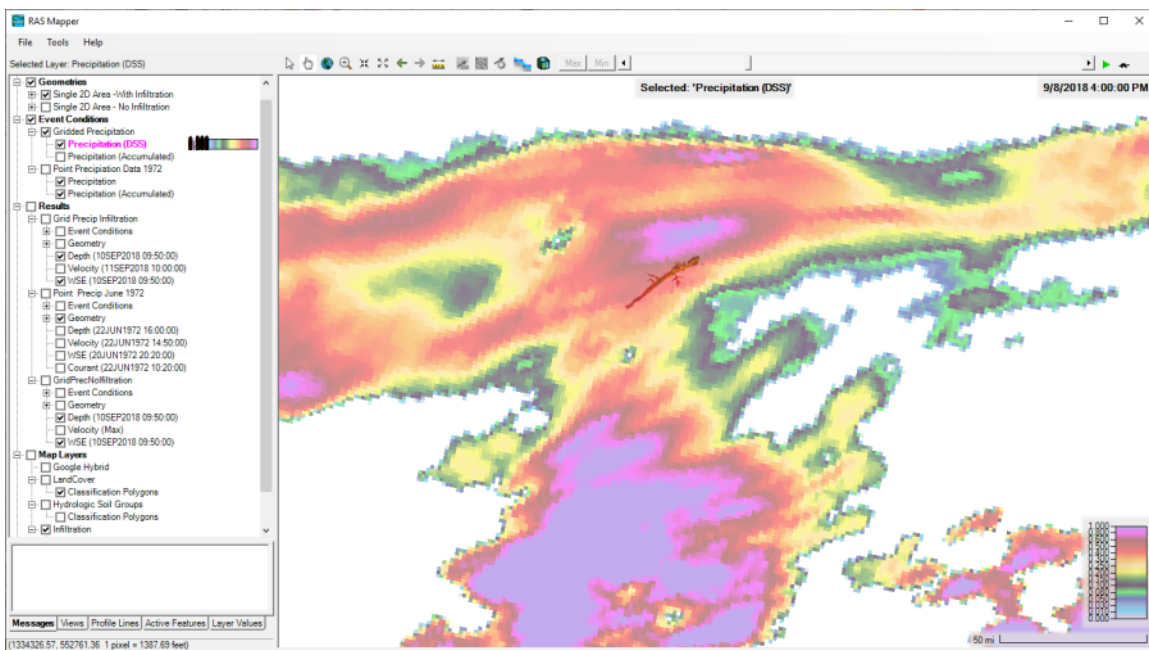 RAS Mapper
File Tools Help
Selected Layer: Precipitation (DSS)
Max Min
Geometries
Single 2D Area -With Infiltration
Single 2D Area - No Infiltration
Event Conditions
Gridded Precipitation
Precipitation (DSS)
Precipitation (Accumulated)
Point Precipiation Data 1972
Precipitation
Precipitation (Accumulated)
Results
Grid Precip Infiltration
Event Conditions
Geometry
Depth (10SEP2018 09:50:00)
Velocity (11SEP2018 10:00:00)
WSE (10SEP2018 09:50:00)
Point Precip June 1972
Event Conditions
Geometry
Depth (22JUN1972 16:00:00)
Velocity (22JUN1972 14:50:00)
WSE (20JUN1972 20:20:00)
Courant (22JUN1972 10:20:00)
GridPrecNoIfiltration
Event Conditions
Geometry
Depth (10SEP2018 09:50:00)
Velocity (Max)
WSE (10SEP2018 09:50:00)
Map Layers
Google Hybrid
LandCover
Classification Polygons
Hydrologic Soil Groups
Classification Polygons
Infiltration
Messages Views Profile Lines Active Features Layer Values
(1334326.57, 552761.36 1 pixel = 1387.69 feet)
Selected: 'Precipitation (DSS)'
9/8/2018 4:00:00 PM
1.000
0.000
50 mi